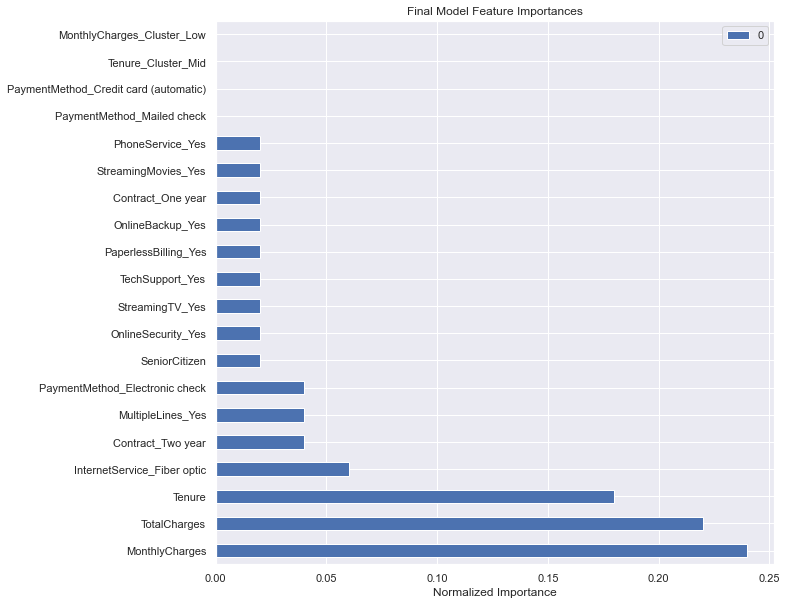 Final Model Feature Importances
0
MonthlyCharges_Cluster_Low
Tenure_Cluster_Mid
PaymentMethod_Credit card (automatic)
PaymentMethod_Mailed check
PhoneService_Yes
StreamingMovies_Yes
Contract_One year
OnlineBackup_Yes
PaperlessBilling_Yes
TechSupport_Yes
StreamingTV_Yes
OnlineSecurity_Yes
SeniorCitizen
PaymentMethod_Electronic check
MultipleLines_Yes
Contract_Two year
InternetService_Fiber optic
Tenure
TotalCharges
MonthlyCharges
0.00 0.05 0.10 0.15 0.20 0.25
Normalized Importance